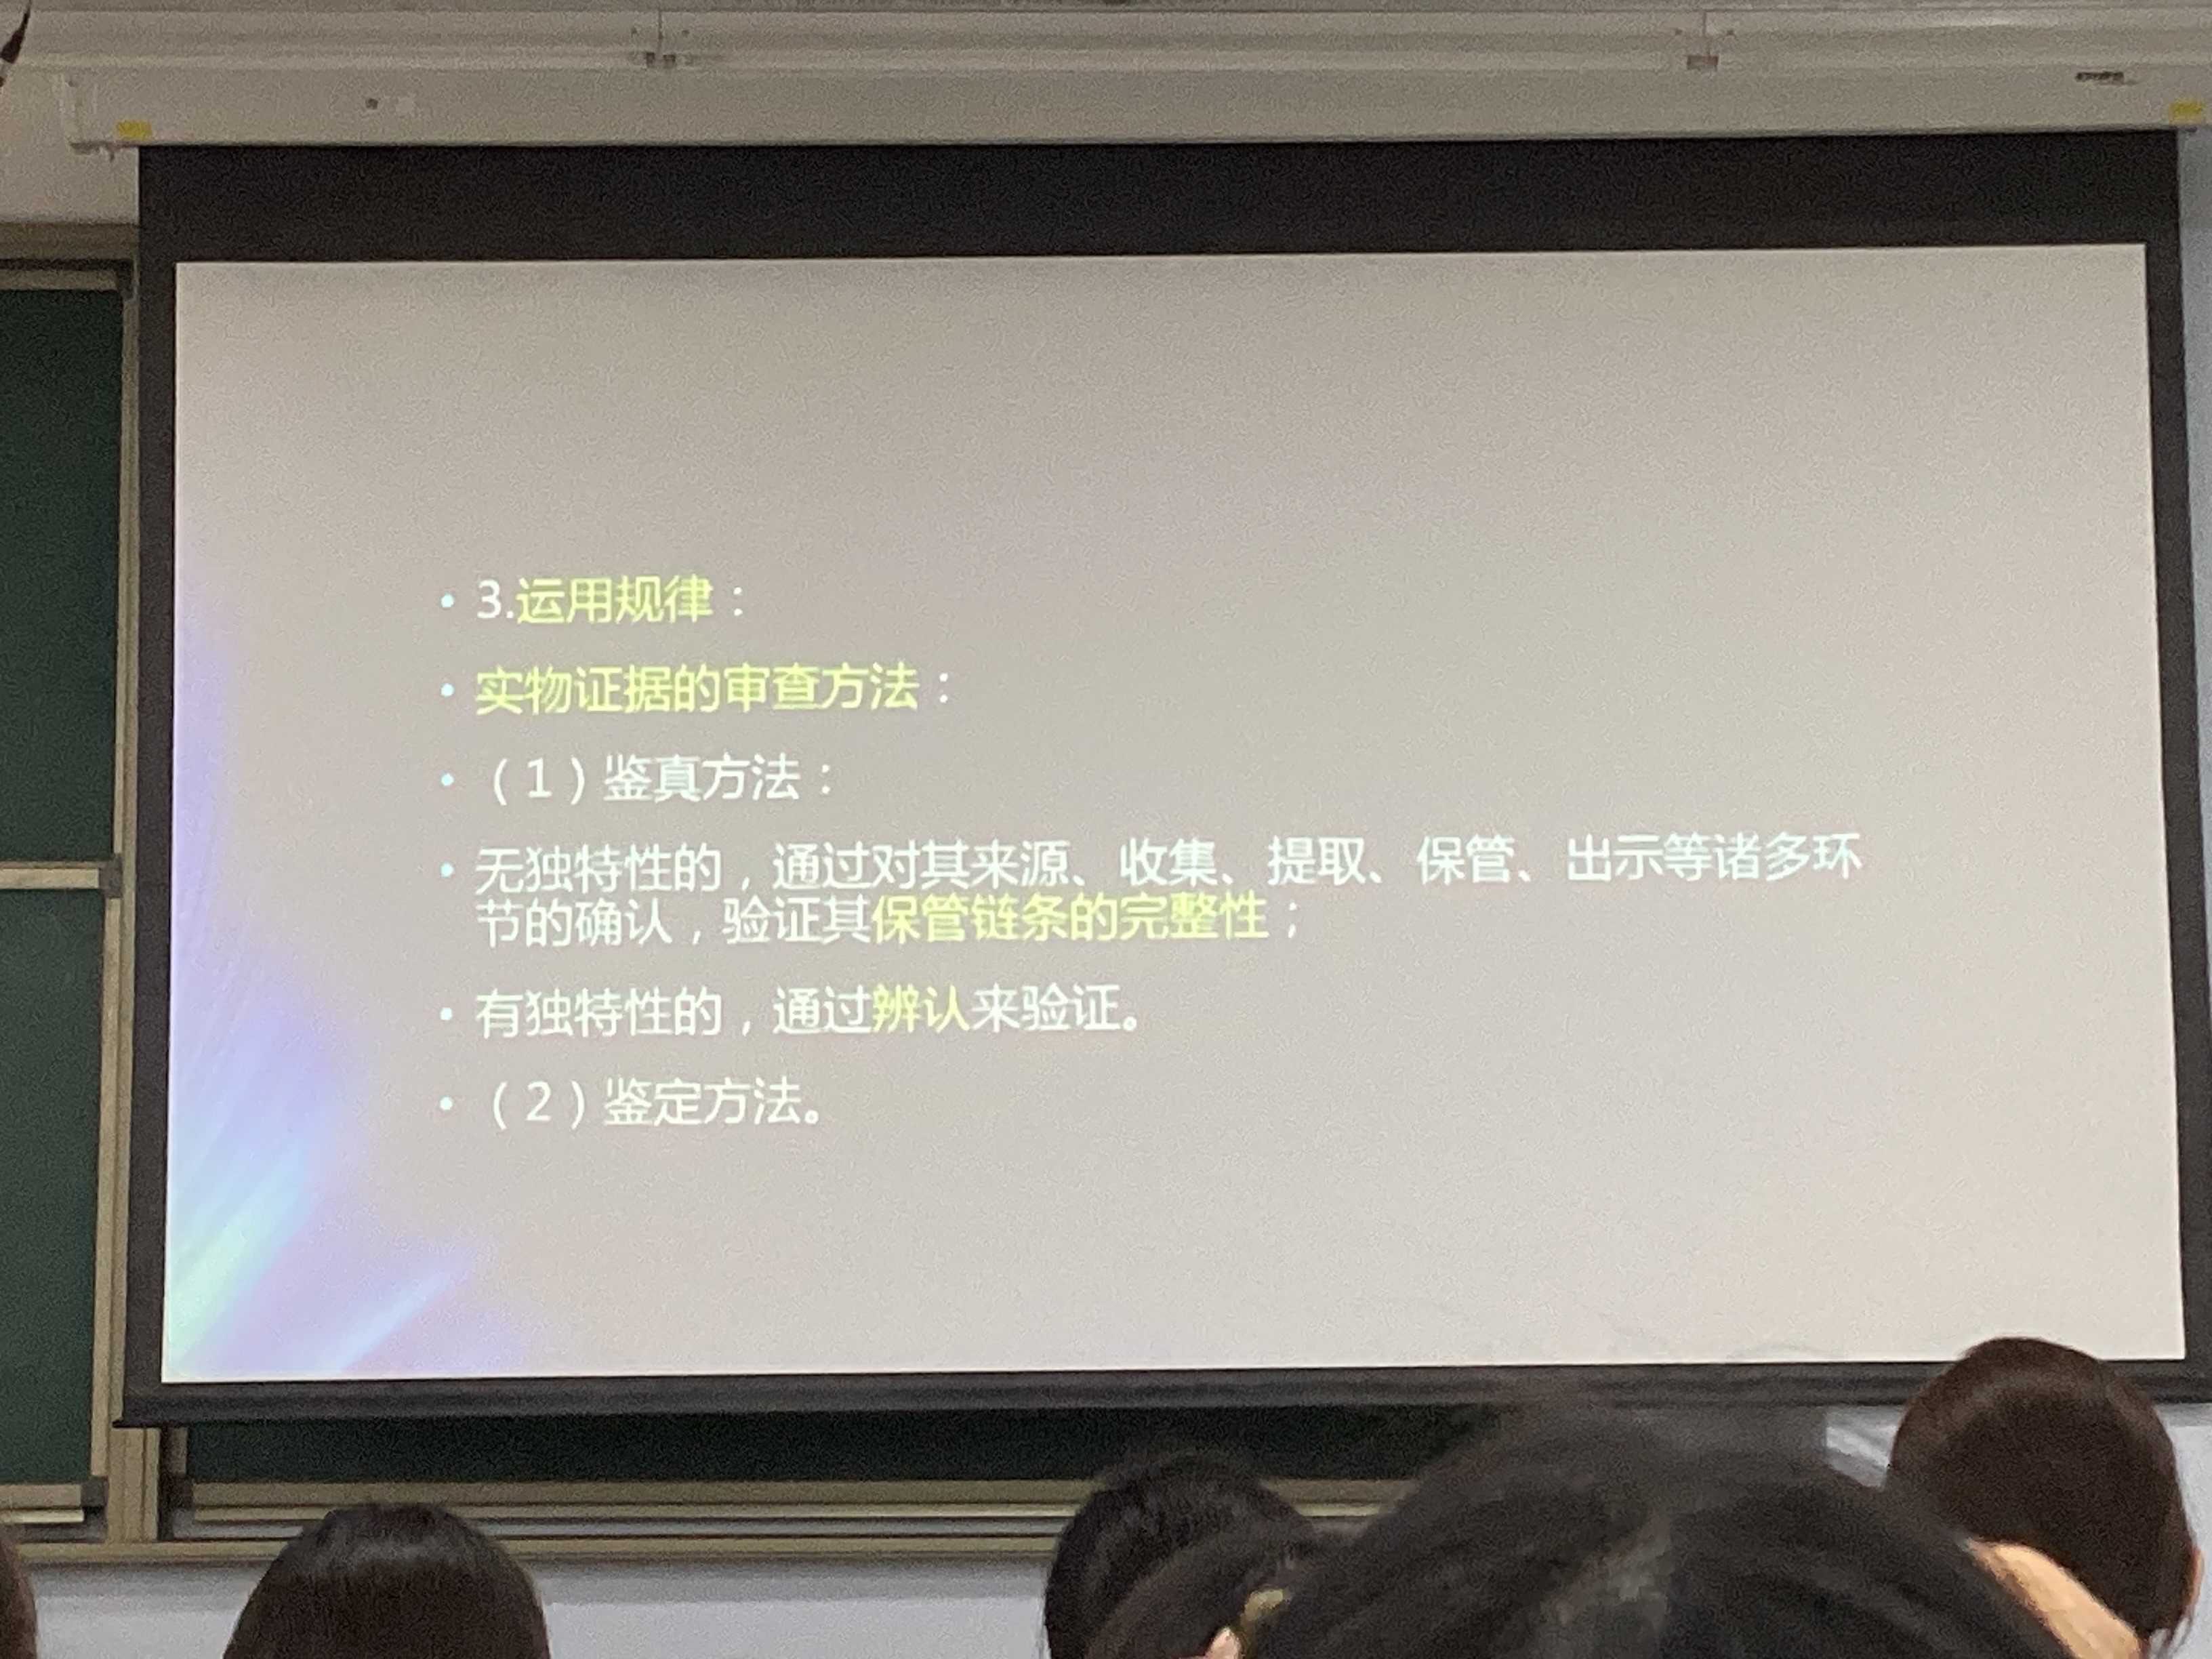 • 3.运用规律：
• 实物证据的审查方法：
• （1）鉴真方法：
• 无独特性的，通过对其来源、收集、提取、保管、出示等诸多环
节的确认，验证其保管链条的完整性；
• 有独特性的，通过辨认来验证。
• （2）鉴定方法。